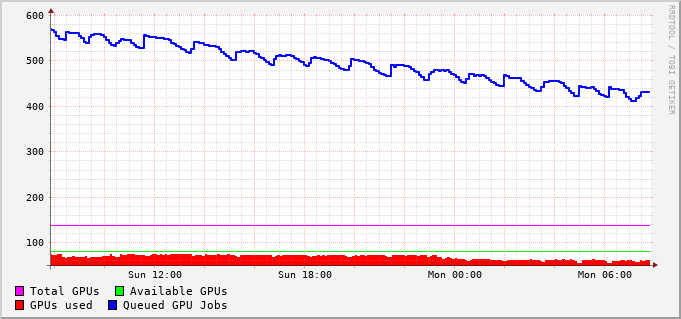 600
500
400
300
200
100
Sun 12:00 Sun 18:00 Mon 00:00 Mon 06:00
Total GPUs Available GPUs
GPUs used Queued GPU Jobs
RRDTOOL / TOBI OETIKER